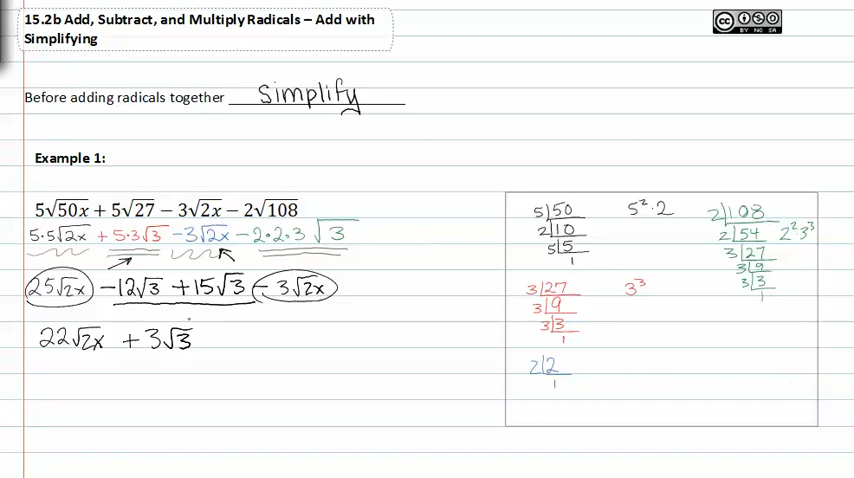 15.2b Add, Subtract, and Multiply Radicals – Add with
Simplifying
cc BY NC SA
Before adding radicals together simplify
Example 1:
5√50x + 5√27 − 3√2x − 2√108
5·5√2x + 5·3√3 −3√2x − 2·2·3√3
25√2x −12√3 +15√3 − 3√2x
22√2x + 3√3
5|50 5²·2
2|10
5|5
1
3|27 3³
3|9
3|3
1
2|2
1
2|108
2|54 2²3³
3|27
3|9
3|3
1